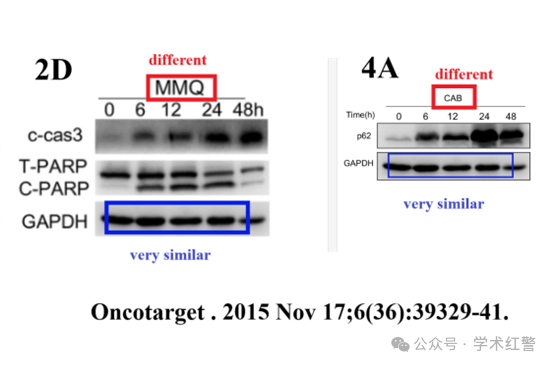 different
2D
MMQ
0 6 12 24 48h
c-cas3
T-PARP
C-PARP
GAPDH
very similar
4A
different
CAB
Time(h) 0 6 12 24 48
p62
GAPDH
very similar
Oncotarget . 2015 Nov 17;6(36):39329-41.
公众号 · 学术红警